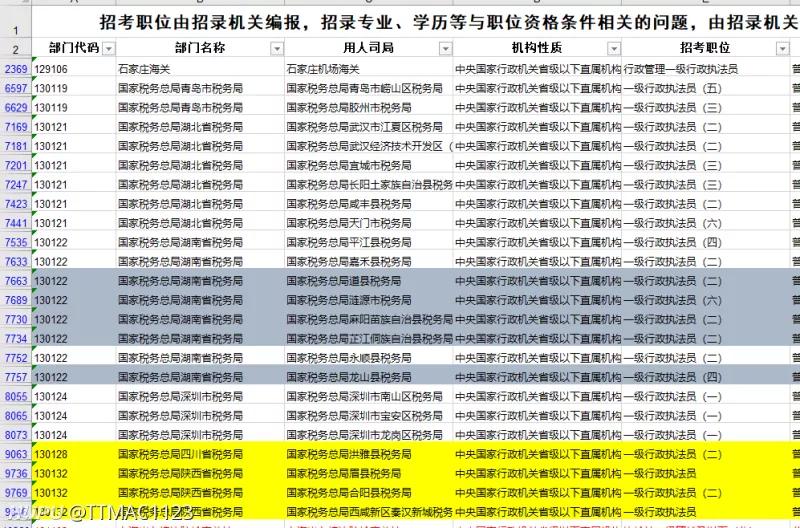 1 招考职位由招录机关编报，招录专业、学历等与职位资格条件相关的问题，由招录机关
2 部门代码 部门名称 用人司局 机构性质 招考职位
2369 129106 石家庄海关 石家庄机场海关 中央国家行政机关省级以下直属机构 行政管理一级行政执法员
6597 130119 国家税务总局青岛市税务局 国家税务总局青岛市崂山区税务局 中央国家行政机关省级以下直属机构 一级行政执法员（五）
6629 130119 国家税务总局青岛市税务局 国家税务总局胶州市税务局 中央国家行政机关省级以下直属机构 一级行政执法员（三）
7169 130121 国家税务总局湖北省税务局 国家税务总局武汉市江夏区税务局 中央国家行政机关省级以下直属机构 一级行政执法员（二）
7181 130121 国家税务总局湖北省税务局 国家税务总局武汉经济技术开发区（ 中央国家行政机关省级以下直属机构 一级行政执法员（二）
7201 130121 国家税务总局湖北省税务局 国家税务总局宜城市税务局 中央国家行政机关省级以下直属机构 一级行政执法员（三）
7247 130121 国家税务总局湖北省税务局 国家税务总局长阳土家族自治县税务 中央国家行政机关省级以下直属机构 一级行政执法员（三）
7423 130121 国家税务总局湖北省税务局 国家税务总局咸丰县税务局 中央国家行政机关省级以下直属机构 一级行政执法员（二）
7441 130121 国家税务总局湖北省税务局 国家税务总局天门市税务局 中央国家行政机关省级以下直属机构 一级行政执法员（六）
7535 130122 国家税务总局湖南省税务局 国家税务总局平江县税务局 中央国家行政机关省级以下直属机构 一级行政执法员（四）
7633 130122 国家税务总局湖南省税务局 国家税务总局嘉禾县税务局 中央国家行政机关省级以下直属机构 一级行政执法员（二）
7663 130122 国家税务总局湖南省税务局 国家税务总局道县税务局 中央国家行政机关省级以下直属机构 一级行政执法员（二）
7689 130122 国家税务总局湖南省税务局 国家税务总局涟源市税务局 中央国家行政机关省级以下直属机构 一级行政执法员（六）
7730 130122 国家税务总局湖南省税务局 国家税务总局麻阳苗族自治县税务局 中央国家行政机关省级以下直属机构 一级行政执法员（二）
7734 130122 国家税务总局湖南省税务局 国家税务总局芷江侗族自治县税务局 中央国家行政机关省级以下直属机构 一级行政执法员（二）
7752 130122 国家税务总局湖南省税务局 国家税务总局永顺县税务局 中央国家行政机关省级以下直属机构 一级行政执法员（二）
7757 130122 国家税务总局湖南省税务局 国家税务总局龙山县税务局 中央国家行政机关省级以下直属机构 一级行政执法员（四）
8055 130124 国家税务总局深圳市税务局 国家税务总局深圳市南山区税务局 中央国家行政机关省级以下直属机构 一级行政执法员（一）
8065 130124 国家税务总局深圳市税务局 国家税务总局深圳市宝安区税务局 中央国家行政机关省级以下直属机构 一级行政执法员（一）
8073 130124 国家税务总局深圳市税务局 国家税务总局深圳市龙岗区税务局 中央国家行政机关省级以下直属机构 一级行政执法员（一）
9063 130128 国家税务总局四川省税务局 国家税务总局洪雅县税务局 中央国家行政机关省级以下直属机构 一级行政执法员（二）
9736 130132 国家税务总局陕西省税务局 国家税务总局眉县税务局 中央国家行政机关省级以下直属机构 一级行政执法员
9769 130132 国家税务总局陕西省税务局 国家税务总局合阳县税务局 中央国家行政机关省级以下直属机构 一级行政执法员（二）
国家税务总局陕西省税务局 国家税务总局西咸新区秦汉新城税务 中央国家行政机关省级以下直属机构 一级行政执法员